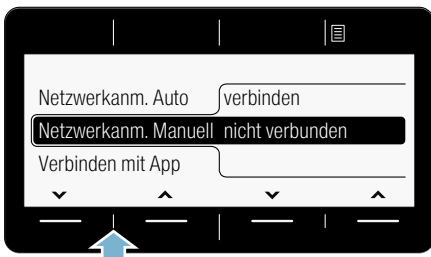 Netzwerkanm. Auto verbinden
Netzwerkanm. Manuell nicht verbunden
Verbinden mit App